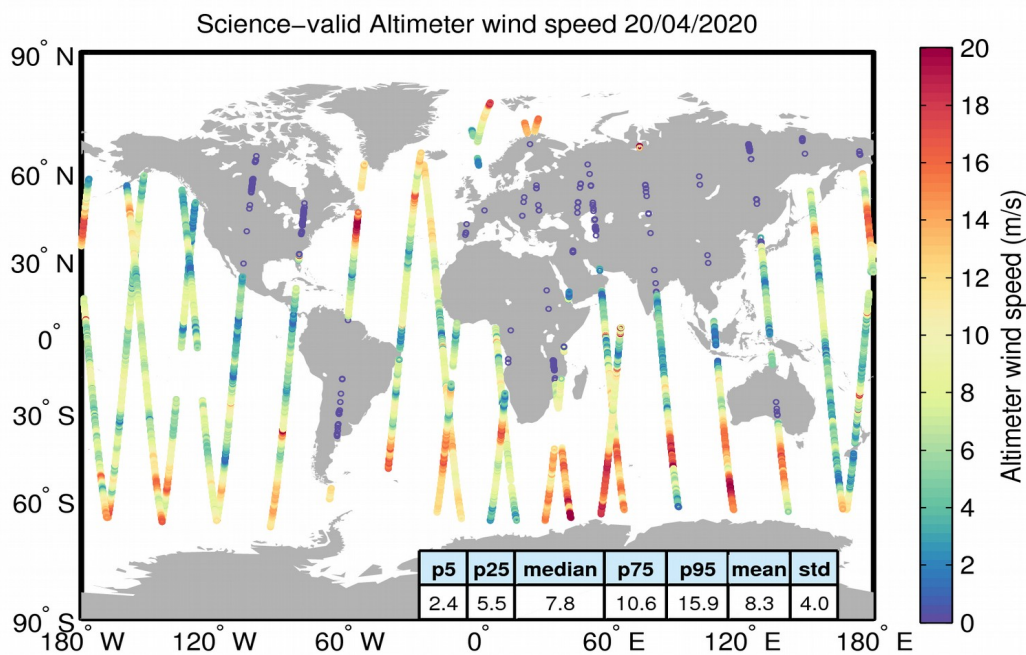 Science−valid Altimeter wind speed 20/04/2020
90° N
60° N
30° N
0°
30° S
60° S
90° S
180° W
120° W
60° W
0°
60° E
120° E
180° E
p5 p25 median p75 p95 mean std
2.4 5.5 7.8 10.6 15.9 8.3 4.0
20
18
16
14
12
10
8
6
4
2
0
Altimeter wind speed (m/s)